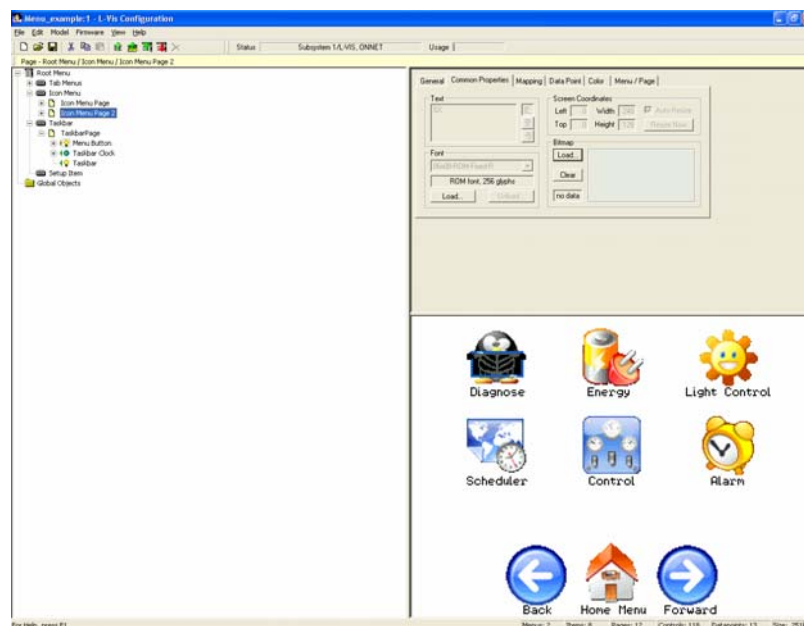 Menu_example:1 - L-Vis Configuration
File Edit Model Firmware View Help
Status Subsystem 1/L-VIS, ONNET Usage
Page - Root Menu / Icon Menu / Icon Menu Page 2
Root Menu
Tab Menus
Icon Menu
Icon Menu Page
Icon Menu Page 2
Taskbar
TaskbarPage
Menu Button
Taskbar Clock
Taskbar
Setup Item
Global Objects
General Common Properties Mapping Data Point Color Menu / Page
Text
Screen Coordinates
Left 0 Width 240 Auto Resize
Top 0 Height 128 Resize Now
Font
ROM font, 256 glyphs
Load... Unload...
Bitmap
Load...
Clear
no data
Diagnose Energy Light Control
Scheduler Control Alarm
Back Home Menu Forward
For Help, press F1